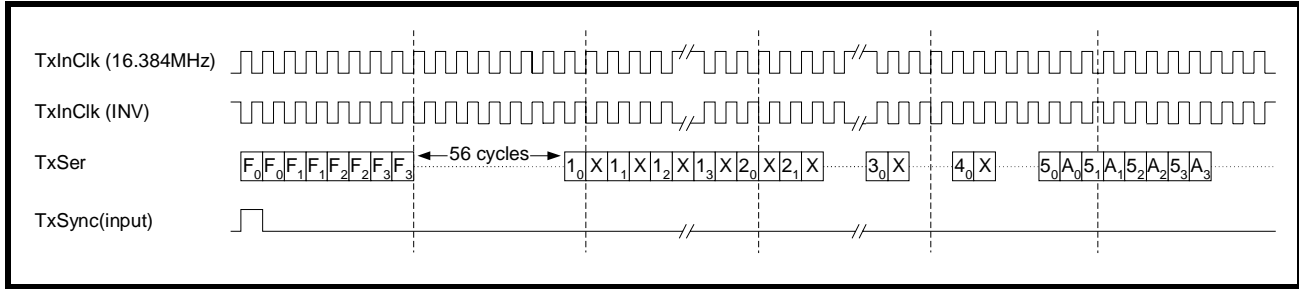 TxInClk (16.384MHz)
TxInClk (INV)
TxSer F₀ F₀ F₁ F₁ F₂ F₂ F₃ F₃ 56 cycles 1₀ X 1₁ X 1₂ X 1₃ X 2₀ X 2₁ X 3₀ X 4₀ X 5₀ A₀ 5₁ A₁ 5₂ A₂ 5₃ A₃
TxSync(input)